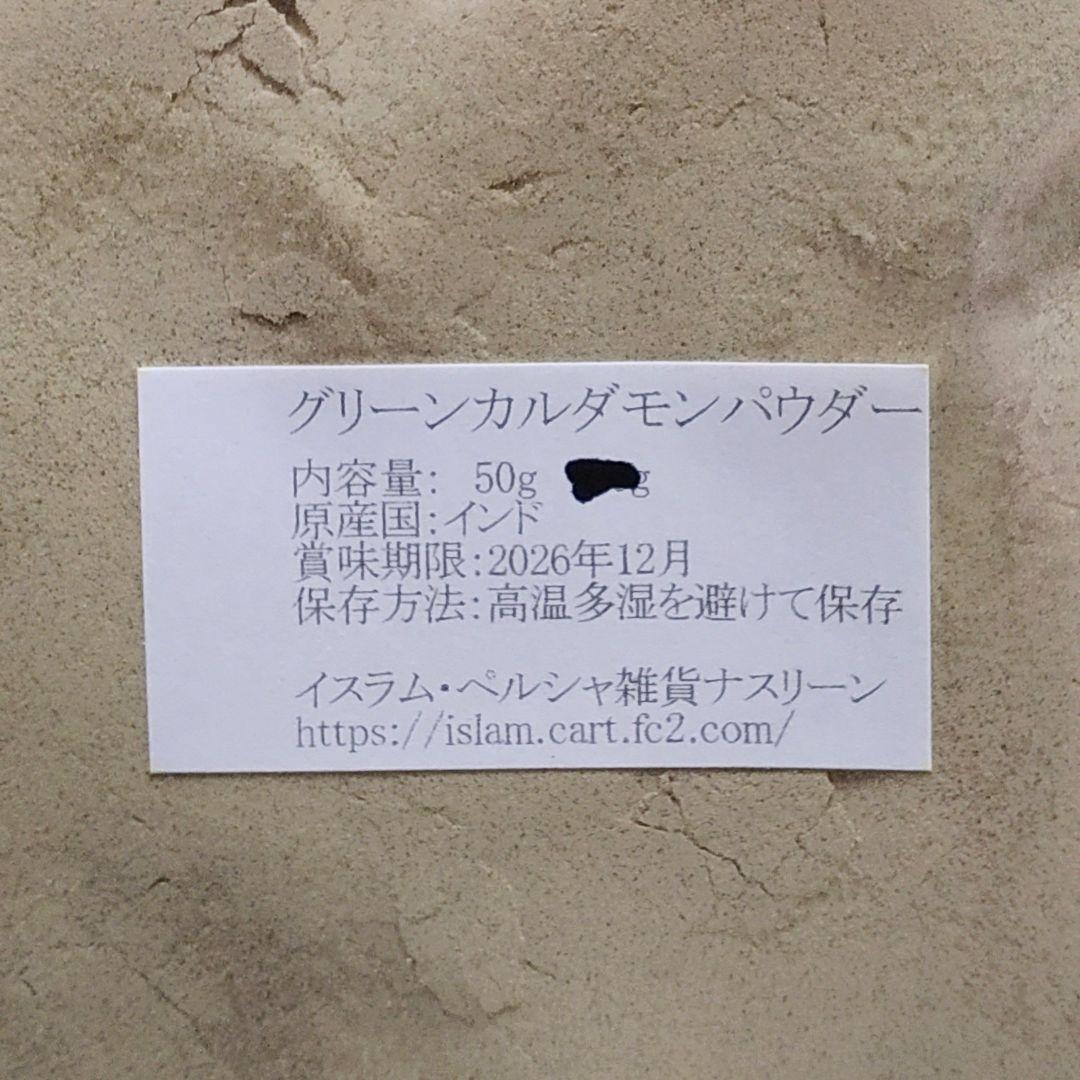 グリーンカルダモンパウダー
内容量: 50g g
原産国:インド
賞味期限:2026年12月
保存方法:高温多湿を避けて保存
イスラム・ペルシャ雑貨ナスリーン
https://islam.cart.fc2.com/